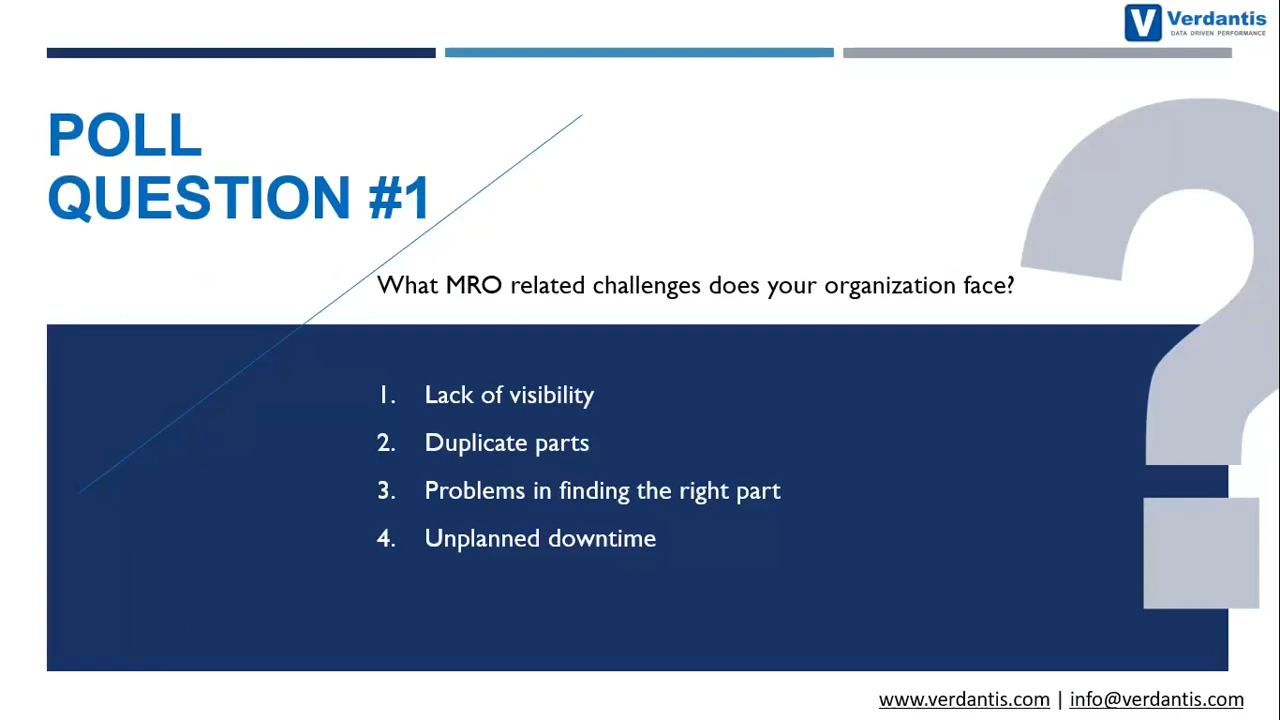 Verdantis
DATA DRIVEN PERFORMANCE
POLL
QUESTION #1
What MRO related challenges does your organization face?
1. Lack of visibility
2. Duplicate parts
3. Problems in finding the right part
4. Unplanned downtime
www.verdantis.com | info@verdantis.com